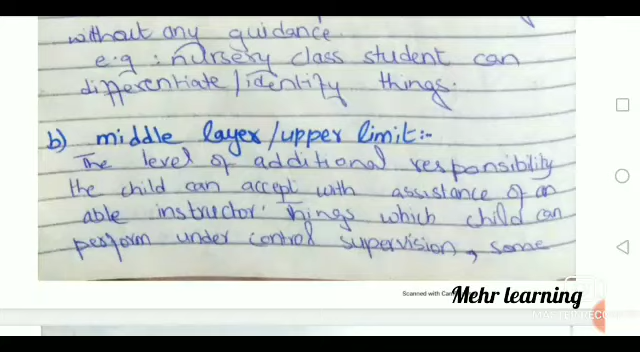 without any guidance.
e.g : nursery class student can
differentiate/identify things.
b) middle layer/upper limit:-
The level of additional responsibility
the child can accept with assistance of an
able instructor. Things which child can
perform under control supervision, some
Scanned with Cam
Mehr learning